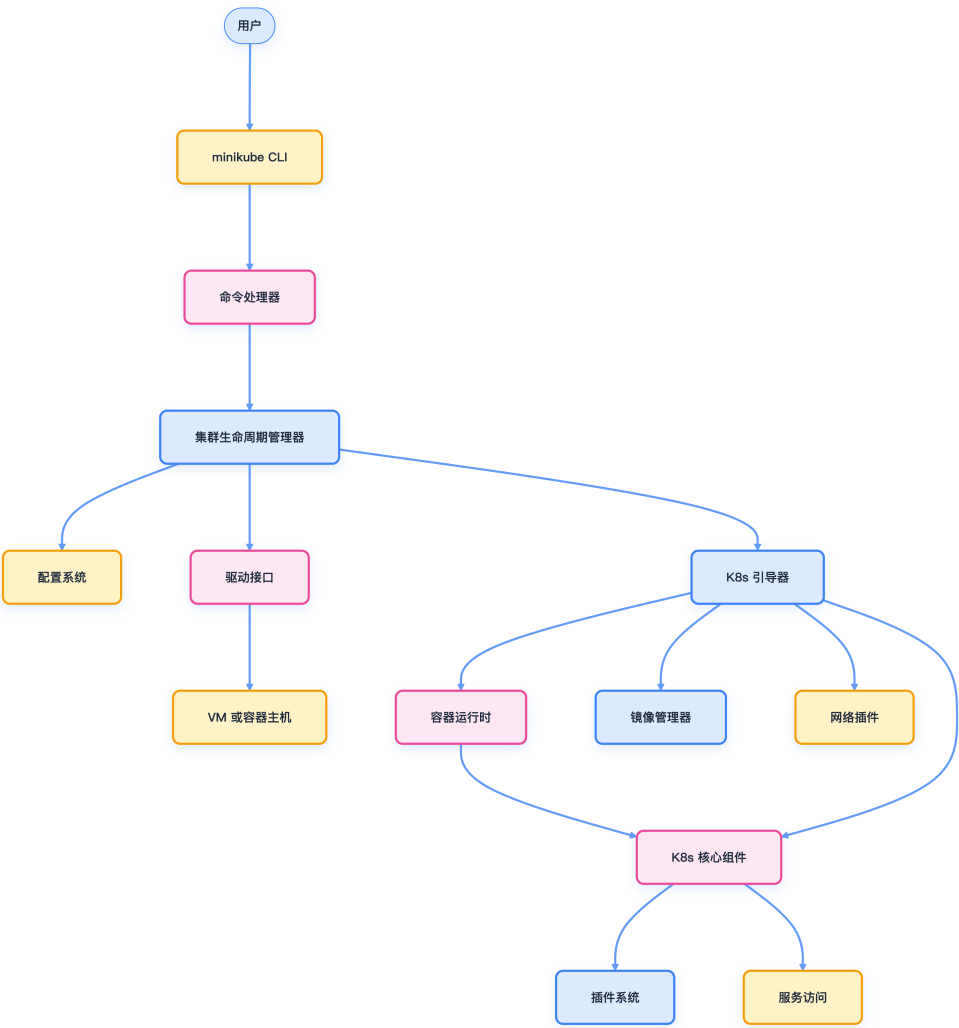 用户
minikube CLI
命令处理器
集群生命周期管理器
配置系统
驱动接口
K8s 引导器
VM 或容器主机
容器运行时
镜像管理器
网络插件
K8s 核心组件
插件系统
服务访问